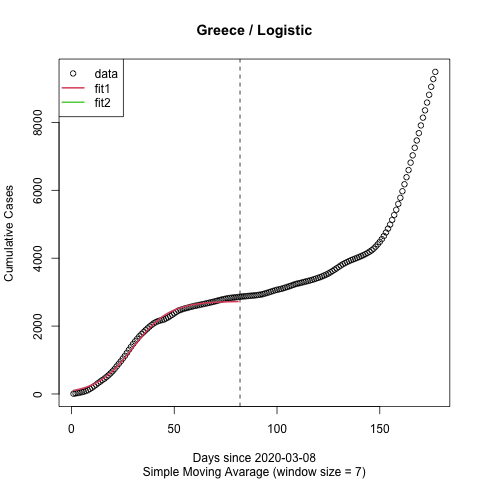 Greece / Logistic
data
fit1
fit2
Cumulative Cases
8000
6000
4000
2000
0
0 50 100 150
Days since 2020-03-08
Simple Moving Avarage (window size = 7)